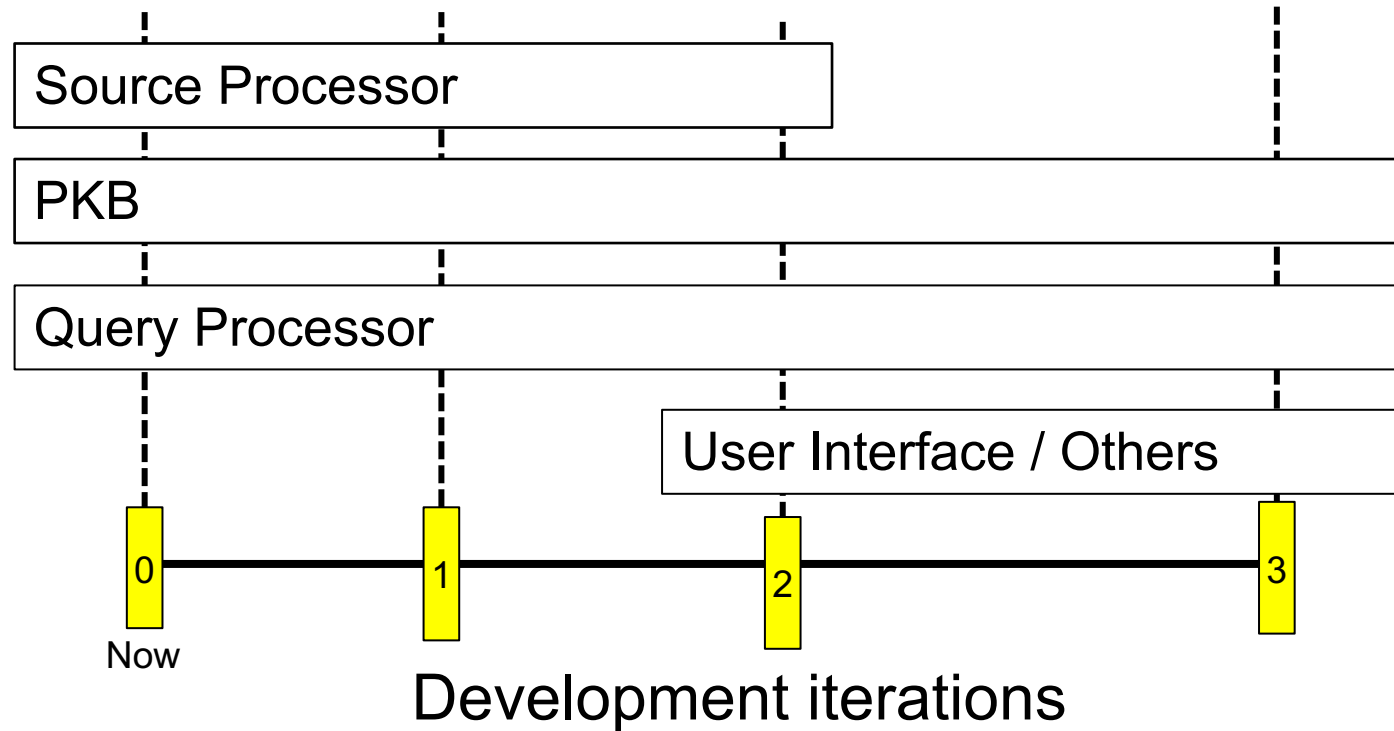 Source Processor
PKB
Query Processor
User Interface / Others
0
1
2
3
Now
Development iterations